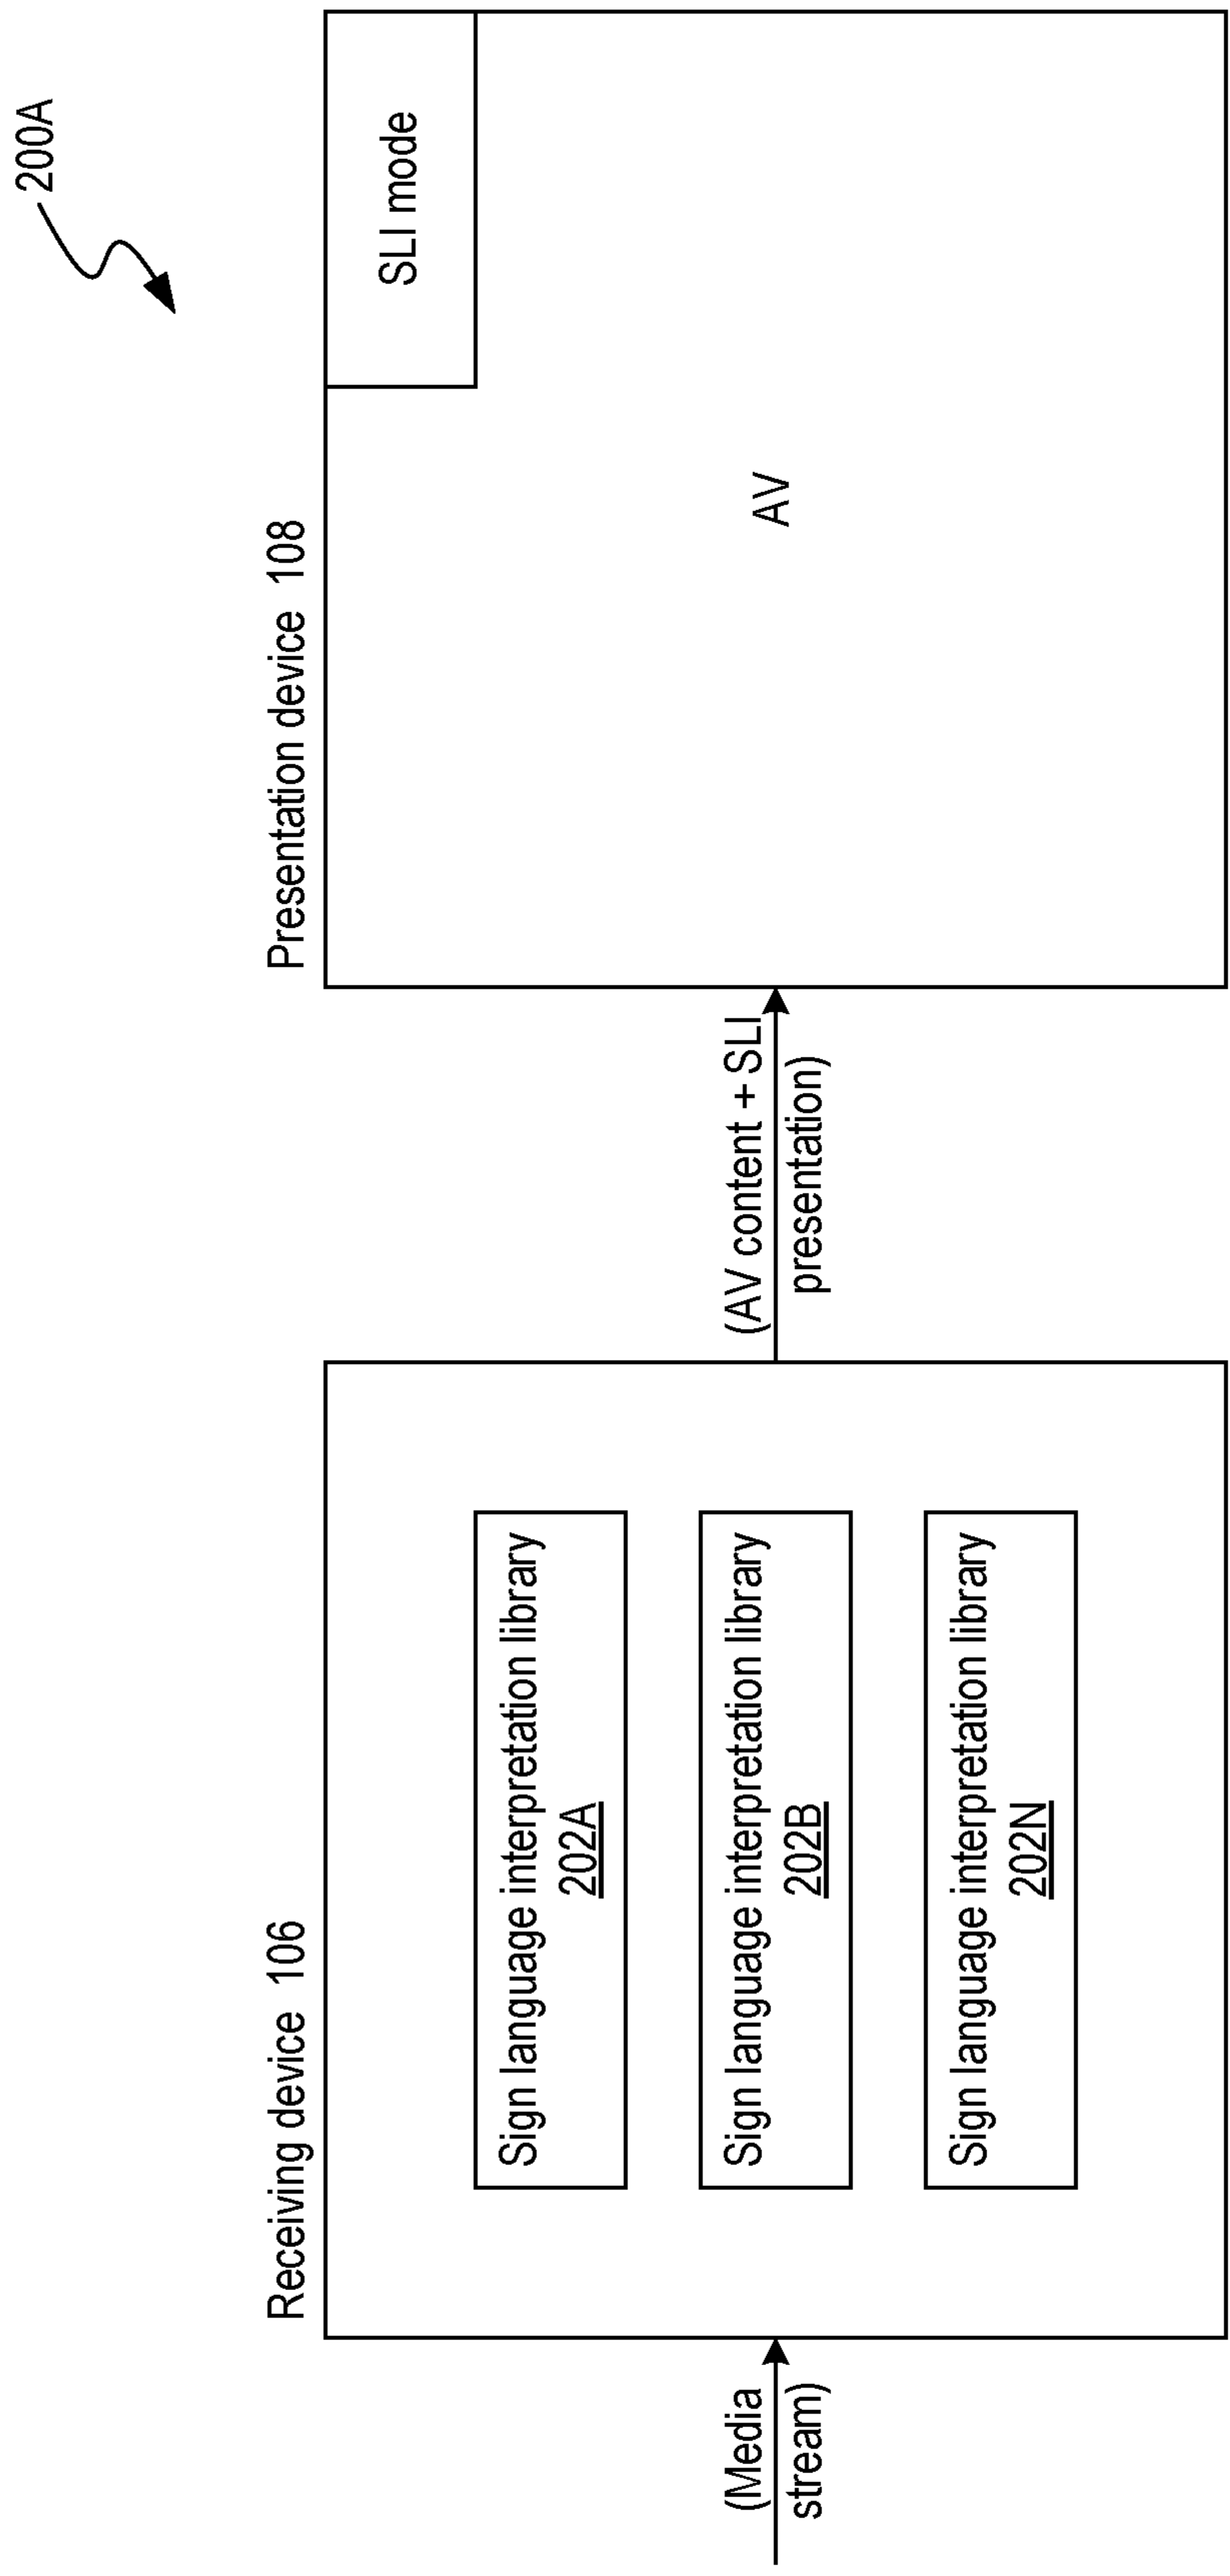 200A
Receiving device 106
Presentation device 108
(Media
stream)
Sign language interpretation library
202A
Sign language interpretation library
202B
Sign language interpretation library
202N
(AV content + SLI
presentation)
SLI mode
AV